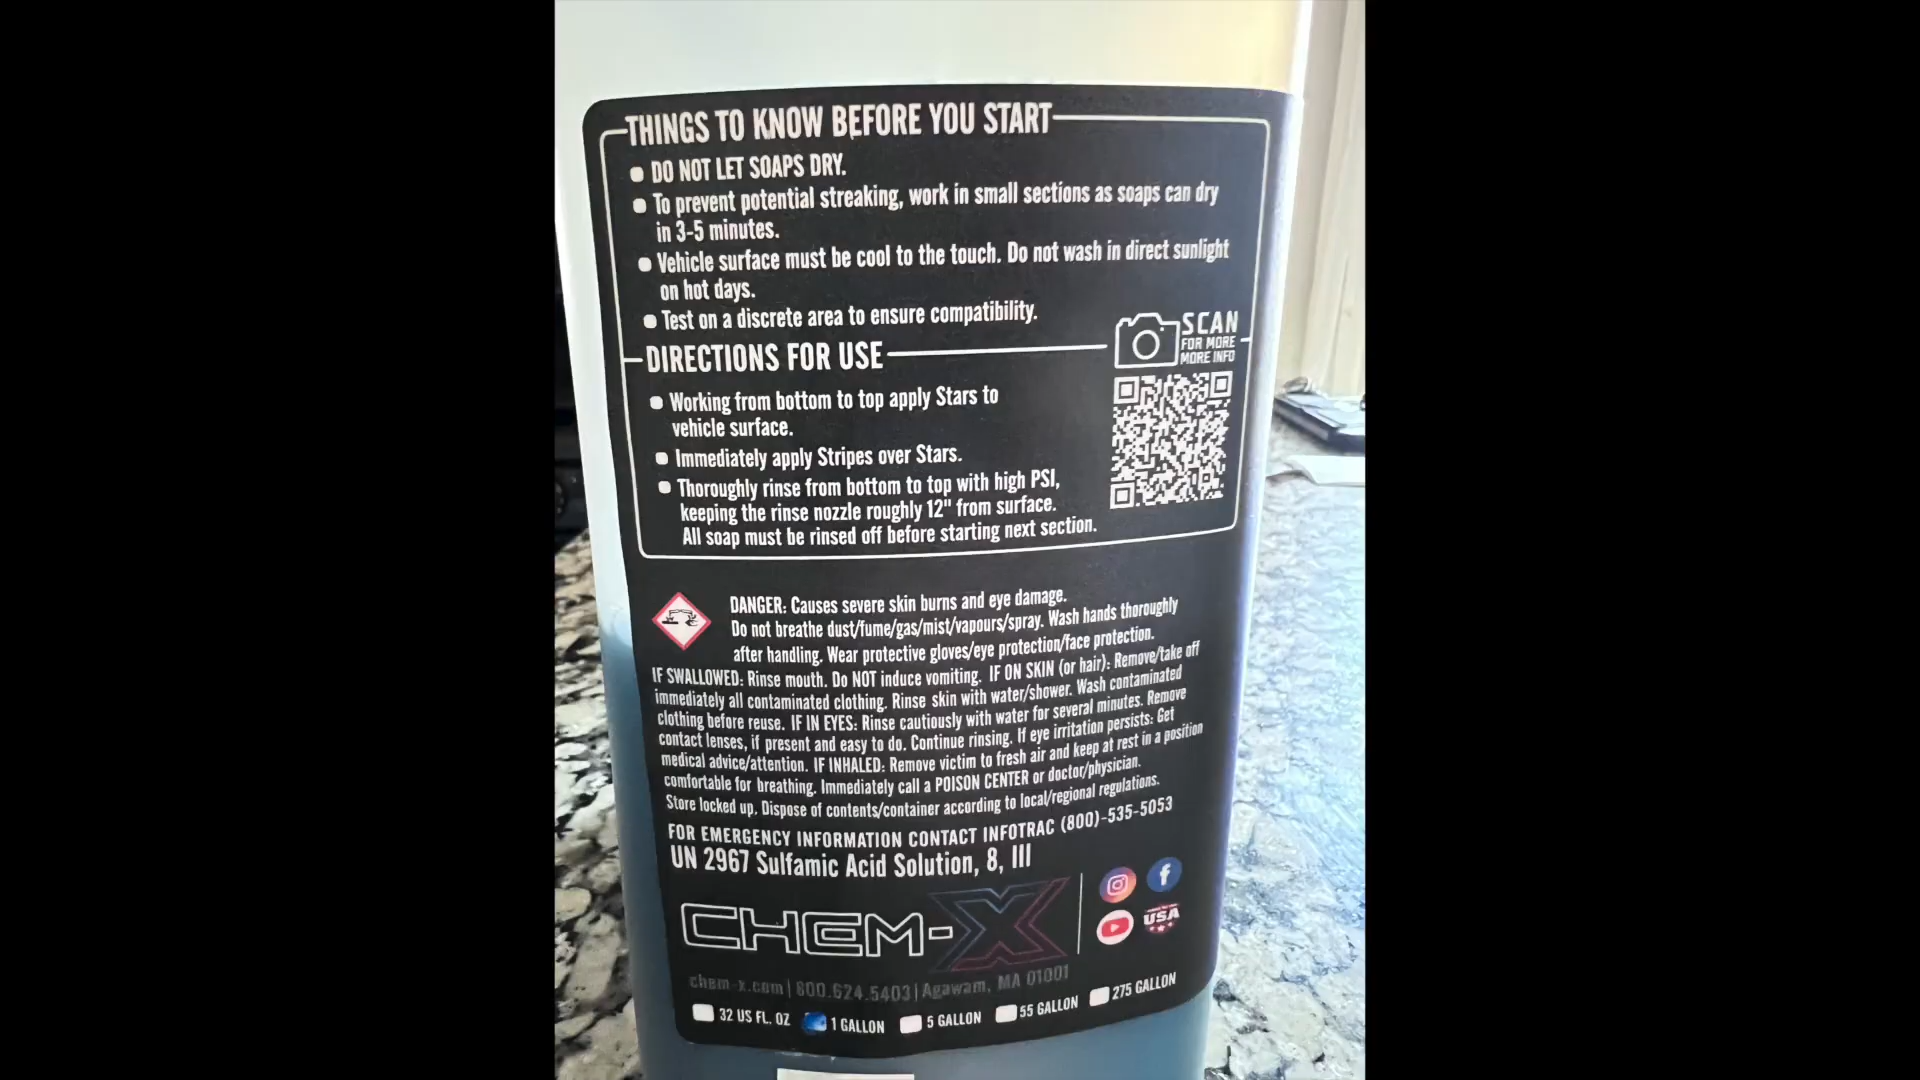 THINGS TO KNOW BEFORE YOU START
DO NOT LET SOAPS DRY.
To prevent potential streaking, work in small sections as soaps can dry
in 3-5 minutes.
Vehicle surface must be cool to the touch. Do not wash in direct sunlight
on hot days.
Test on a discrete area to ensure compatibility.
SCAN
FOR MORE
MORE INFO
DIRECTIONS FOR USE
Working from bottom to top apply Stars to
vehicle surface.
Immediately apply Stripes over Stars.
Thoroughly rinse from bottom to top with high PSI,
keeping the rinse nozzle roughly 12" from surface.
All soap must be rinsed off before starting next section.
DANGER: Causes severe skin burns and eye damage.
Do not breathe dust/fume/gas/mist/vapours/spray. Wash hands thoroughly
after handling. Wear protective gloves/eye protection/face protection.
IF SWALLOWED: Rinse mouth. Do NOT induce vomiting. IF ON SKIN (or hair): Remove/take off
immediately all contaminated clothing. Rinse skin with water/shower. Wash contaminated
clothing before reuse. IF IN EYES: Rinse cautiously with water for several minutes. Remove
contact lenses, if present and easy to do. Continue rinsing. If eye irritation persists: Get
medical advice/attention. IF INHALED: Remove victim to fresh air and keep at rest in a position
comfortable for breathing. Immediately call a POISON CENTER or doctor/physician.
Store locked up. Dispose of contents/container according to local/regional regulations.
FOR EMERGENCY INFORMATION CONTACT INFOTRAC (800)-535-5053
UN 2967 Sulfamic Acid Solution, 8, III
CHEM-X
USA
chem-x.com | 800.624.5403 | Agawam, MA 01001
32 US FL. OZ 1 GALLON 5 GALLON 55 GALLON 275 GALLON